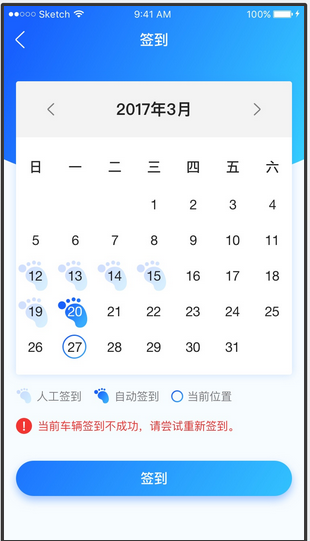 Sketch 9:41 AM 100%
签到
2017年3月
日 一 二 三 四 五 六
1 2 3 4
5 6 7 8 9 10 11
12 13 14 15 16 17 18
19 20 21 22 23 24 25
26 27 28 29 30 31
人工签到 自动签到 当前位置
! 当前车辆签到不成功，请尝试重新签到。
签到